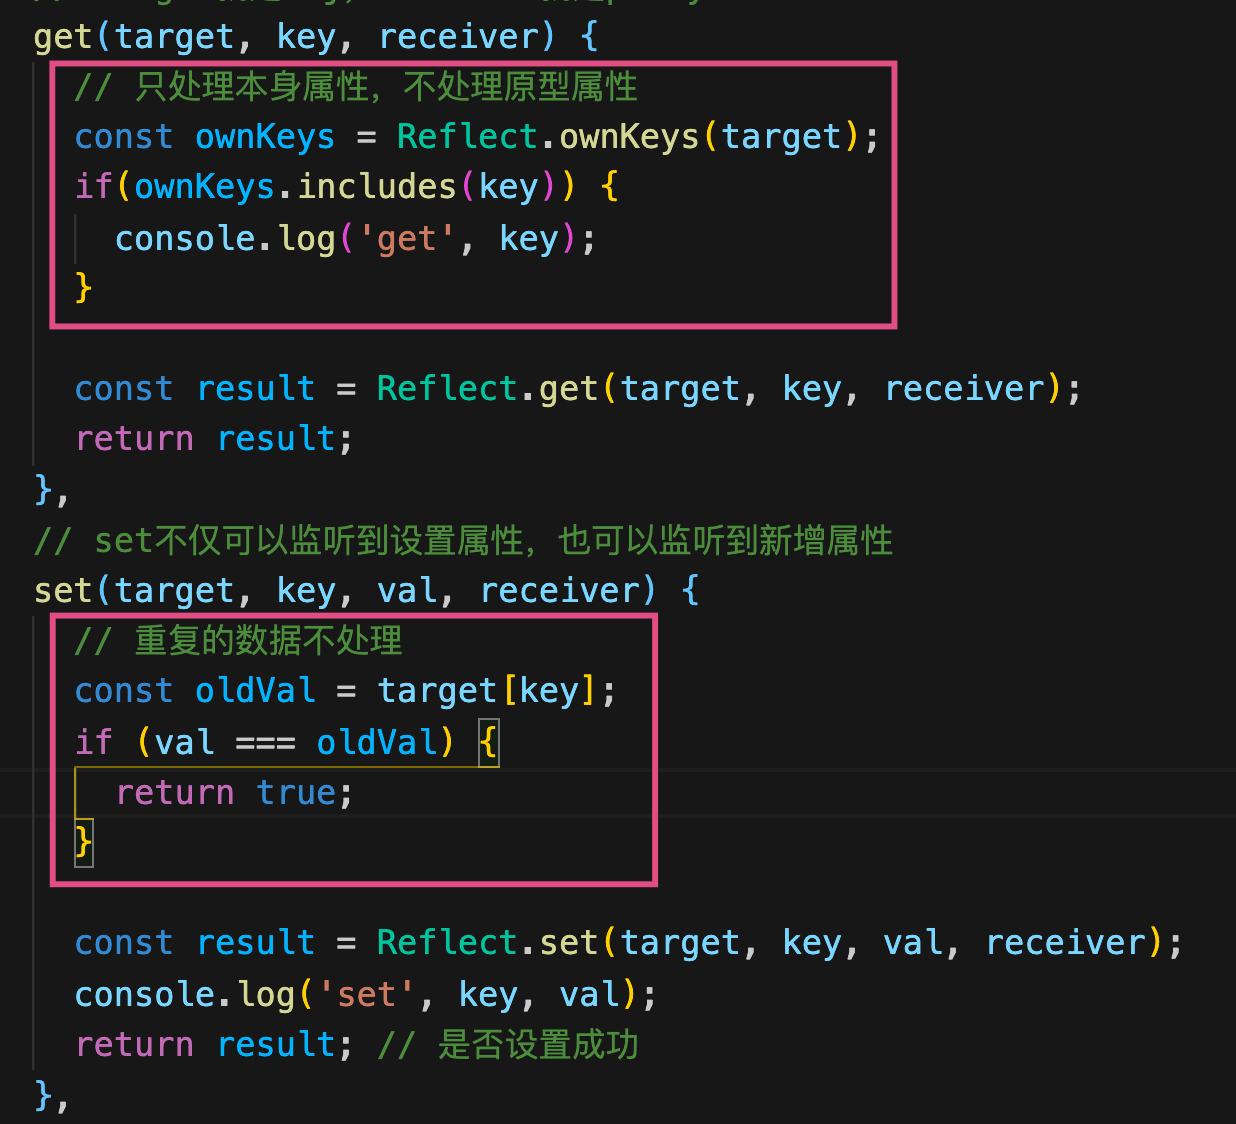 get(target, key, receiver) {
// 只处理本身属性，不处理原型属性
const ownKeys = Reflect.ownKeys(target);
if(ownKeys.includes(key)) {
console.log('get', key);
}
const result = Reflect.get(target, key, receiver);
return result;
},
// set不仅可以监听到设置属性，也可以监听到新增属性
set(target, key, val, receiver) {
// 重复的数据不处理
const oldVal = target[key];
if (val === oldVal) {
return true;
}
const result = Reflect.set(target, key, val, receiver);
console.log('set', key, val);
return result; // 是否设置成功
},